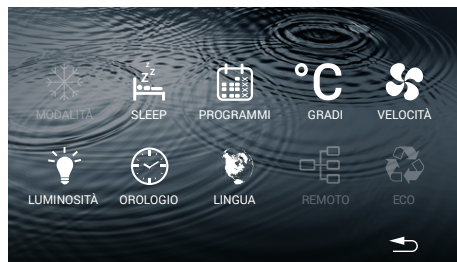 z z z
°C
MODALITÀ SLEEP PROGRAMMI GRADI VELOCITÀ
LUMINOSITÀ OROLOGIO LINGUA REMOTO ECO